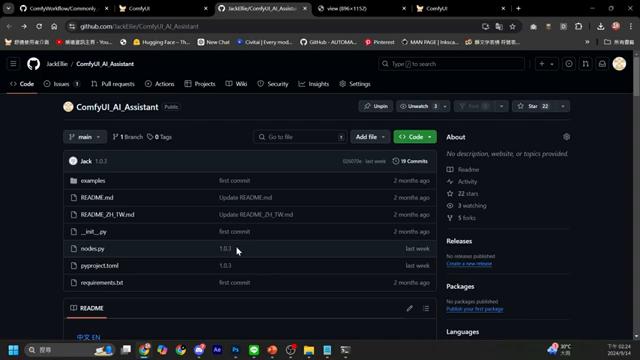 ComfyWorkflow/Commonly
ComfyUI
JackEllie/ComfyUI_AI_Assistant
view (896×1152)
ComfyUI
github.com/JackEllie/ComfyUI_AI_Assistant
Hugging Face – Th...
Civitai | Every mod...
GitHub - AUTOMA...
Pinterest
MAN PAGE | Inksca...
所有書籤
JackEllie / ComfyUI_AI_Assistant
Type / to search
Code
Issues 1
Pull requests
Actions
Projects
Wiki
Security
Insights
Settings
ComfyUI_AI_Assistant
Public
Unpin
Unwatch 3
Star 22
main
1 Branch
0 Tags
Go to file
Add file
Code
About
No description, website, or topics provided.
Jack 1.0.3
last week
19 Commits
examples first commit 2 months ago
README.md Update README.md 2 months ago
README_ZH_TW.md Update README_ZH_TW.md 2 months ago
__init__.py first commit 2 months ago
nodes.py 1.0.3 last week
pyproject.toml 1.0.3 last week
requirements.txt first commit 2 months ago
Readme
Activity
22 stars
3 watching
5 forks
Releases
No releases published
Create a new release
Packages
No packages published
Publish your first package
Languages
README
中文 EN
搜尋
30°C
下午 02:24
2024/9/14